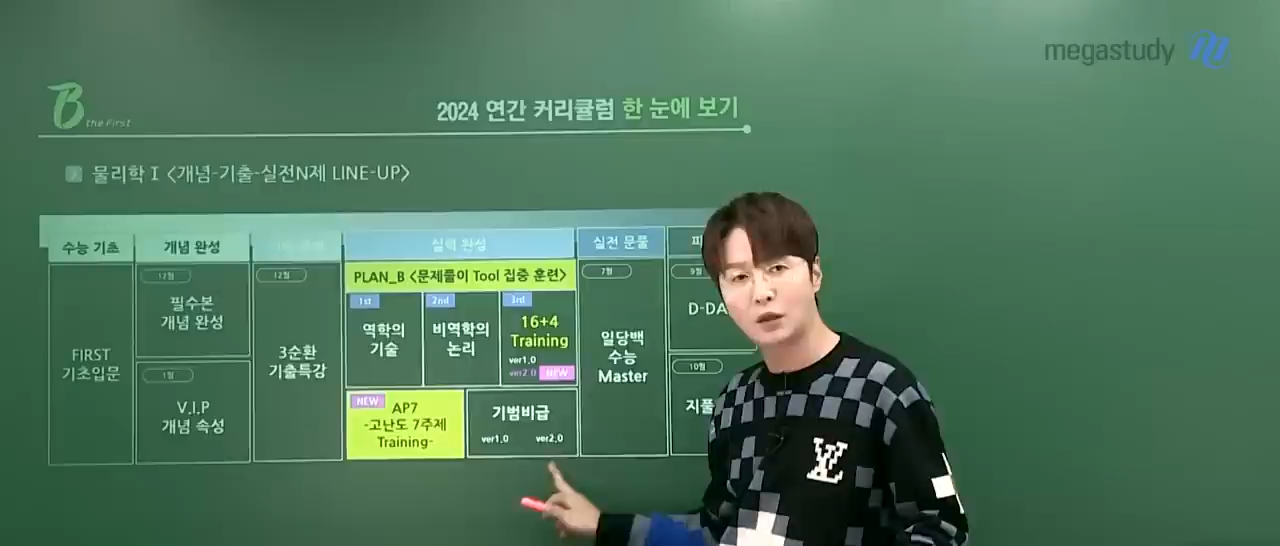 megastudy
B the First
2024 연간 커리큘럼 한 눈에 보기
물리학 I <개념-기출-실전N제 LINE-UP>
수능 기초
개념 완성
실력 완성
실전 문풀
FIRST
기초입문
12월
필수본
개념 완성
1월
V.I.P
개념 속성
12월
3순환
기출특강
PLAN_B <문제풀이 Tool 집중 훈련>
1st
역학의
기술
2nd
비역학의
논리
3rd
16+4
Training
ver1.0
ver2.0 NEW
NEW
AP7
-고난도 7주제
Training-
기범비급
ver1.0 ver2.0
7월
일당백
수능
Master
9월
D-DA
10월
지풀